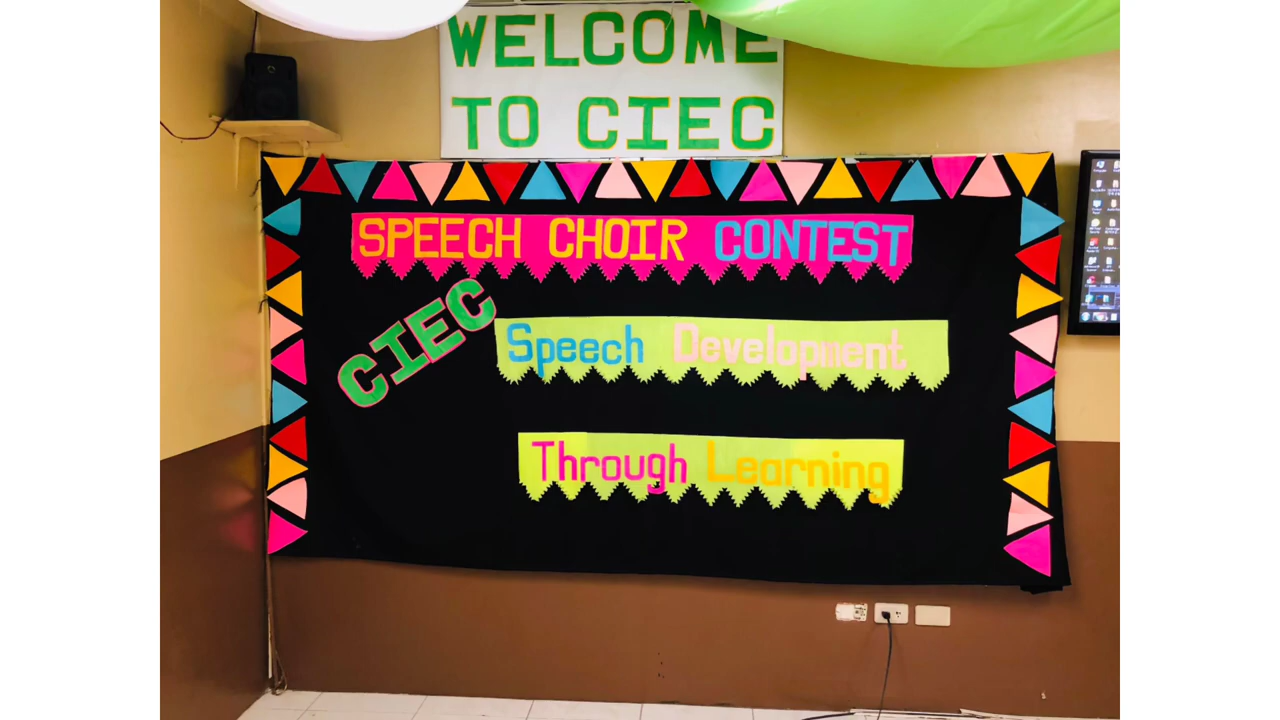 WELCOME
TO CIEC
SPEECH CHOIR CONTEST
CIEC
Speech Development
Through Learning